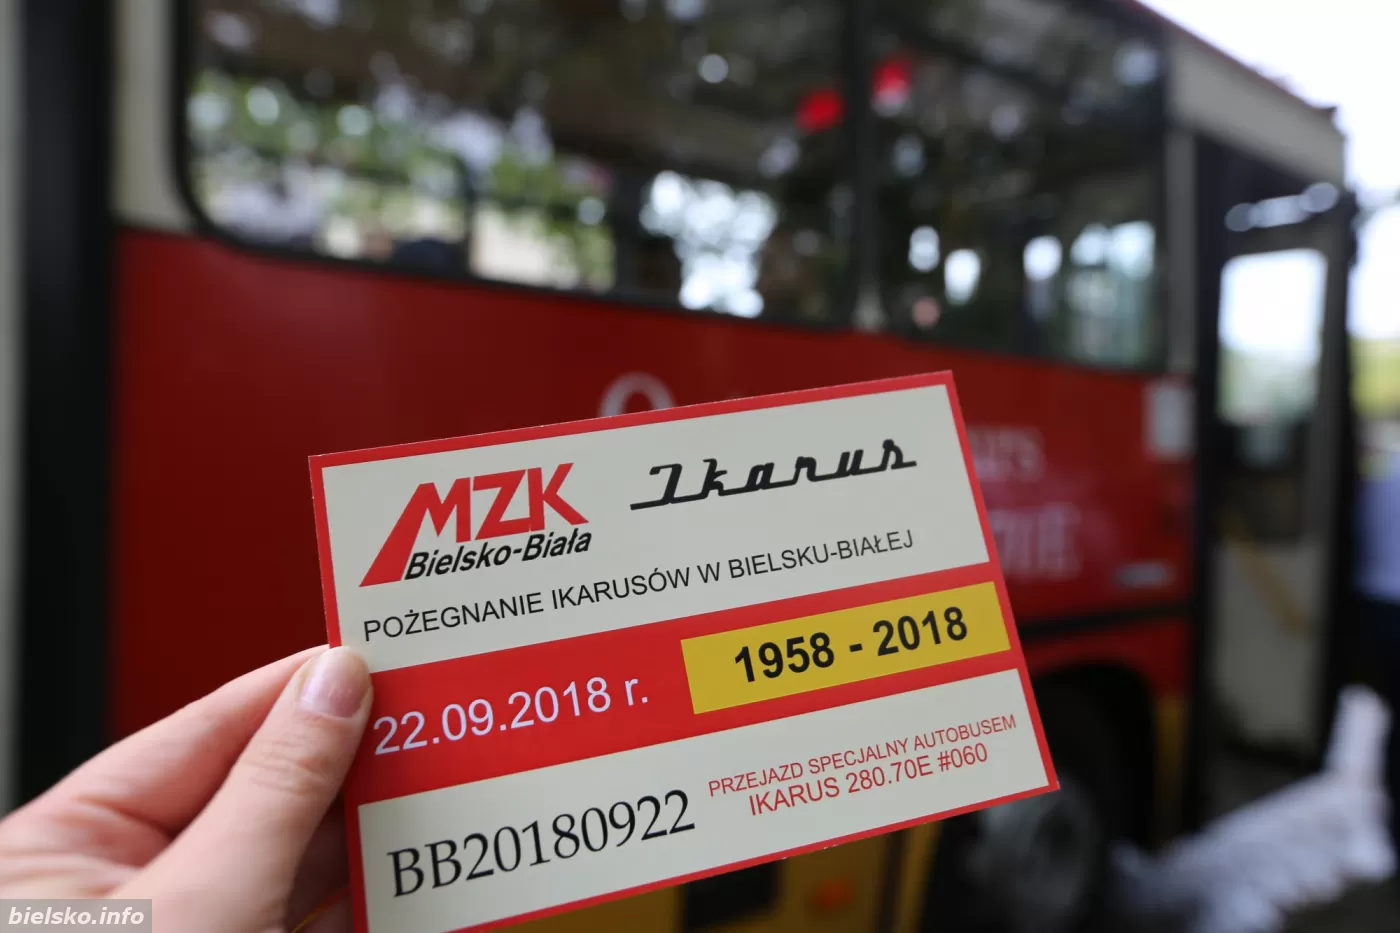 MZK
Bielsko-Biała
Ikarus
POŻEGNANIE IKARUSÓW W BIELSKU-BIAŁEJ
22.09.2018 r.
1958 - 2018
BB20180922
PRZEJAZD SPECJALNY AUTOBUSEM
IKARUS 280.70E #060
bielsko.info